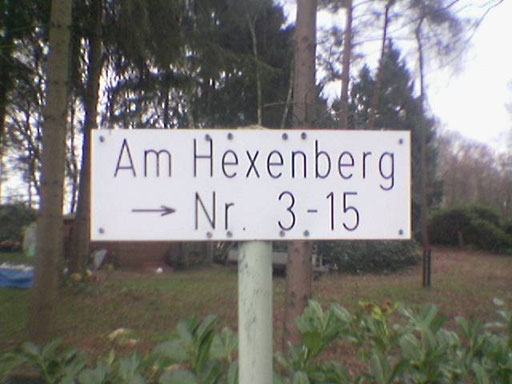 Am Hexenberg
→ Nr. 3-15